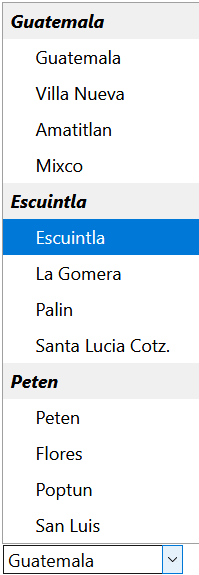 Guatemala
Guatemala
Villa Nueva
Amatitlan
Mixco
Escuintla
Escuintla
La Gomera
Palin
Santa Lucia Cotz.
Peten
Peten
Flores
Poptun
San Luis
Guatemala